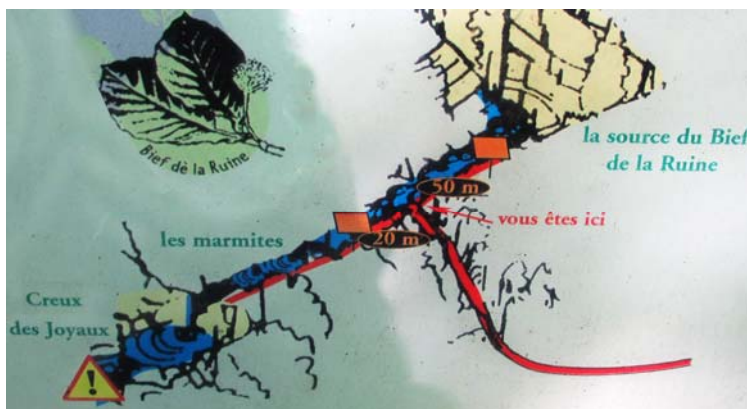 Bief de la Ruine
la source du Bief
de la Ruine
50 m
vous êtes ici
20 m
les marmites
Creux
des Joyaux
!